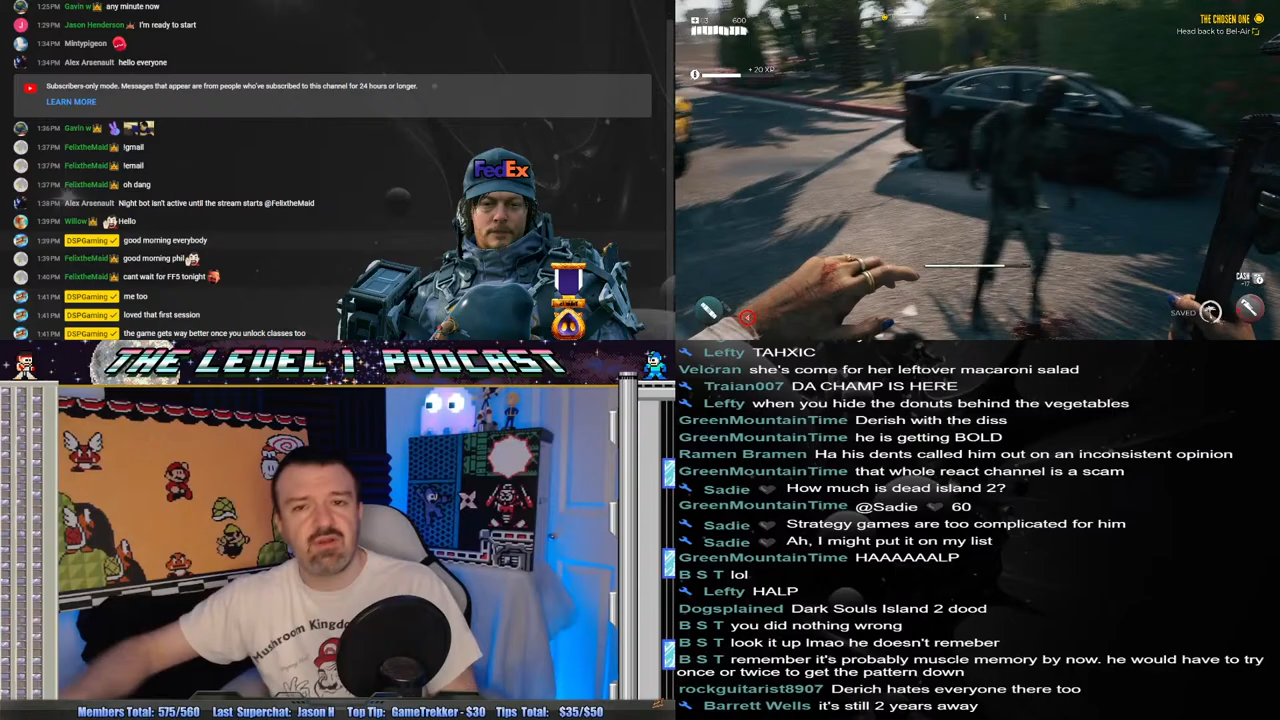 1:25PM Gavin w any minute now
1:29PM Jason Henderson I'm ready to start
1:34PM Mintypigeon
1:34PM Alex Arsenault hello everyone
Subscribers-only mode. Messages that appear are from people who've subscribed to this channel for 24 hours or longer.
LEARN MORE
1:36PM Gavin w
1:37PM FelixtheMaid !gmail
1:37PM FelixtheMaid !email
1:37PM FelixtheMaid oh dang
1:38PM Alex Arsenault Night bot isn't active until the stream starts @FelixtheMaid
1:39PM Willow Hello
1:39PM DSPGaming good morning everybody
1:39PM FelixtheMaid good morning phil
1:40PM FelixtheMaid cant wait for FF5 tonight
1:41PM DSPGaming me too
1:41PM DSPGaming loved that first session
1:41PM DSPGaming the game gets way better once you unlock classes too
FedEx
3 600
+ 20 XP
THE CHOSEN ONE
Head back to Bel-Air
CASH
SAVED
THE LEVEL 1 PODCAST
Mushroom Kingdo
Lefty TAHXIC
Veloran she's come for her leftover macaroni salad
Traian007 DA CHAMP IS HERE
Lefty when you hide the donuts behind the vegetables
GreenMountainTime Derish with the diss
GreenMountainTime he is getting BOLD
Ramen Bramen Ha his dents called him out on an inconsistent opinion
GreenMountainTime that whole react channel is a scam
Sadie How much is dead island 2?
GreenMountainTime @Sadie 60
Sadie Strategy games are too complicated for him
Sadie Ah, I might put it on my list
GreenMountainTime HAAAAAALP
B S T lol
Lefty HALP
Dogsplained Dark Souls Island 2 dood
B S T you did nothing wrong
B S T look it up lmao he doesn't remeber
B S T remember it's probably muscle memory by now. he would have to try
once or twice to get the pattern down
rockguitarist8907 Derich hates everyone there too
Barrett Wells it's still 2 years away
Members Total: 575/560 Last Superchat: Jason H Top Tip: GameTrekker - $30 Tips Total: $35/$50